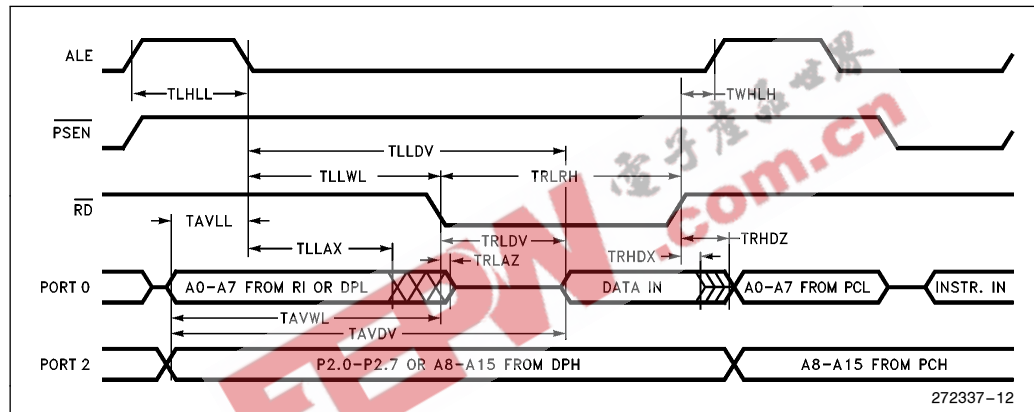 ALE
TLHLL
TWHLH
PSEN
TLLDV
TLLWL
TRLRH
RD
TAVLL
TLLAX
TRLDV
TRLAZ
TRHDX
TRHDZ
PORT 0
A0–A7 FROM RI OR DPL
DATA IN
A0–A7 FROM PCL
INSTR. IN
TAVWL
TAVDV
PORT 2
P2.0–P2.7 OR A8–A15 FROM DPH
A8–A15 FROM PCH
272337–12
電子產品世界
EEPW.com.cn